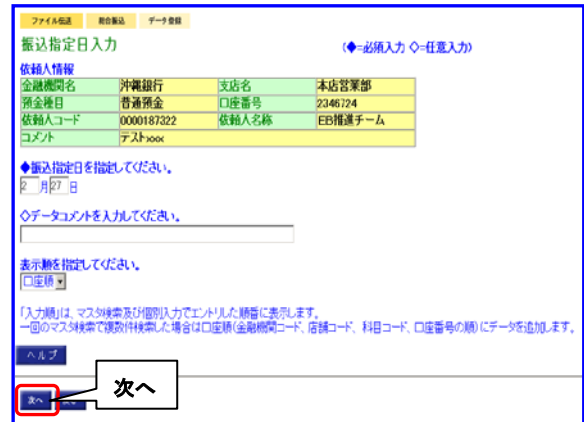 ファイル伝送 総合振込 データ登録
振込指定日入力 (◆=必須入力 ◇=任意入力)
依頼人情報
金融機関名 沖縄銀行 支店名 本店営業部
預金種目 普通預金 口座番号 2346724
依頼人コード 0000187322 依頼人名称 EB推進チーム
コメント テストxxxx
◆振込指定日を指定してください。
2 月 27 日
◇データコメントを入力してください。
表示順を指定してください。
口座順
「入力順」は、マスタ検索及び個別入力でエントリした順番に表示します。
一回のマスタ検索で複数件検索した場合は口座順(金融機関コード、店舗コード、科目コード、口座番号の順)にデータを追加します。
ヘルプ
次へ
次へ